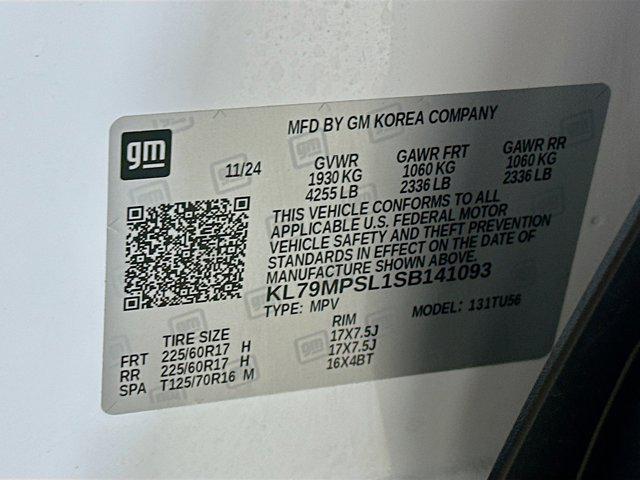 gm
MFD BY GM KOREA COMPANY
11/24
GVWR GAWR FRT GAWR RR
1930 KG 1060 KG 1060 KG
4255 LB 2336 LB 2336 LB
THIS VEHICLE CONFORMS TO ALL
APPLICABLE U.S. FEDERAL MOTOR
VEHICLE SAFETY AND THEFT PREVENTION
STANDARDS IN EFFECT ON THE DATE OF
MANUFACTURE SHOWN ABOVE.
KL79MPSL1SB141093
TYPE: MPV MODEL: 131TU56
TIRE SIZE RIM
FRT 225/60R17 H 17X7.5J
RR 225/60R17 H 17X7.5J
SPA T125/70R16 M 16X4BT